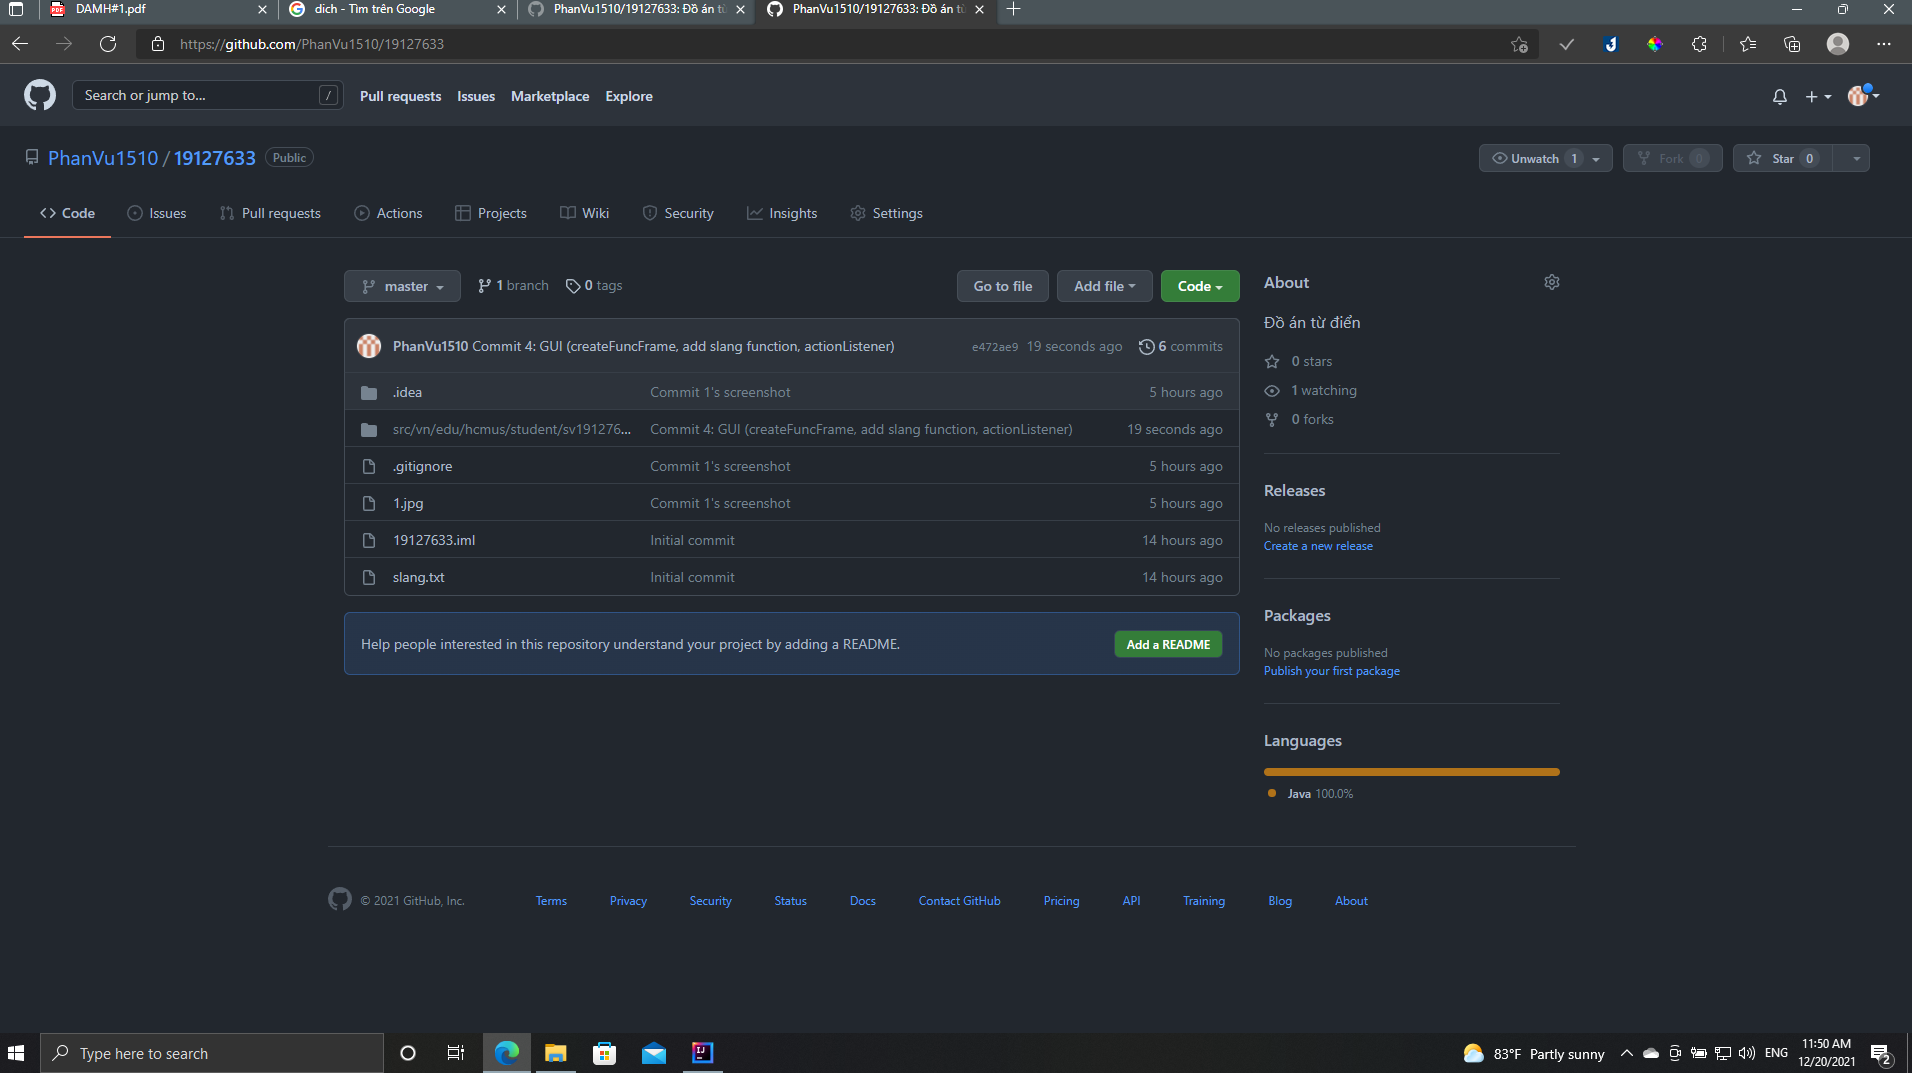 DAMH#1.pdf
dich - Tìm trên Google
PhanVu1510/19127633: Đồ án từ
PhanVu1510/19127633: Đồ án từ
https://github.com/PhanVu1510/19127633
Search or jump to... /
Pull requests Issues Marketplace Explore
PhanVu1510 / 19127633 Public
Unwatch 1 Fork 0 Star 0
Code Issues Pull requests Actions Projects Wiki Security Insights Settings
master 1 branch 0 tags Go to file Add file Code
PhanVu1510 Commit 4: GUI (createFuncFrame, add slang function, actionListener) e472ae9 19 seconds ago 6 commits
.idea Commit 1's screenshot 5 hours ago
src/vn/edu/hcmus/student/sv191276... Commit 4: GUI (createFuncFrame, add slang function, actionListener) 19 seconds ago
.gitignore Commit 1's screenshot 5 hours ago
1.jpg Commit 1's screenshot 5 hours ago
19127633.iml Initial commit 14 hours ago
slang.txt Initial commit 14 hours ago
Help people interested in this repository understand your project by adding a README. Add a README
About
Đồ án từ điển
0 stars
1 watching
0 forks
Releases
No releases published
Create a new release
Packages
No packages published
Publish your first package
Languages
Java 100.0%
© 2021 GitHub, Inc. Terms Privacy Security Status Docs Contact GitHub Pricing API Training Blog About
Type here to search
83°F Partly sunny ENG
11:50 AM
12/20/2021
2